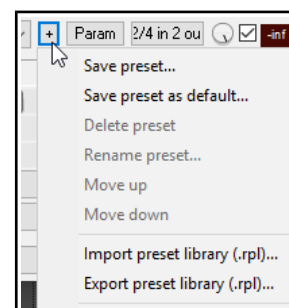 + Param 2/4 in 2 ou -inf
Save preset...
Save preset as default...
Delete preset
Rename preset...
Move up
Move down
Import preset library (.rpl)...
Export preset library (.rpl)...